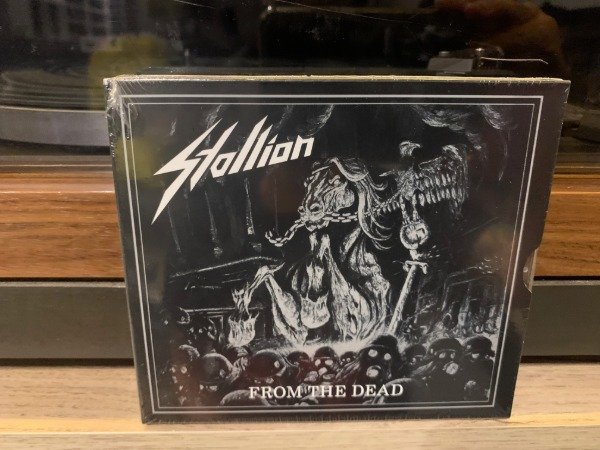 Stallion
FROM THE DEAD